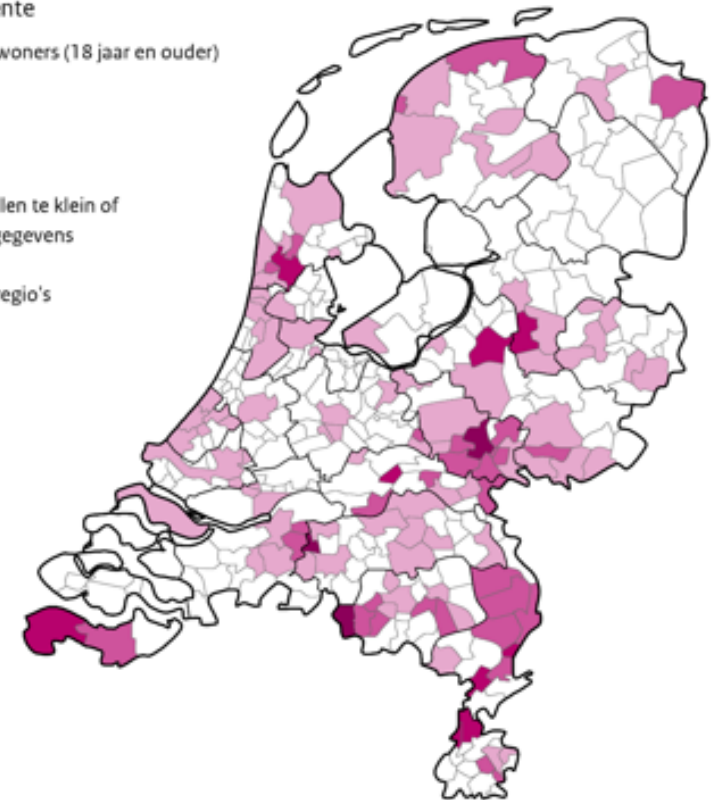 nte
woners (18 jaar en ouder)
llen te klein of
gegevens
egio's